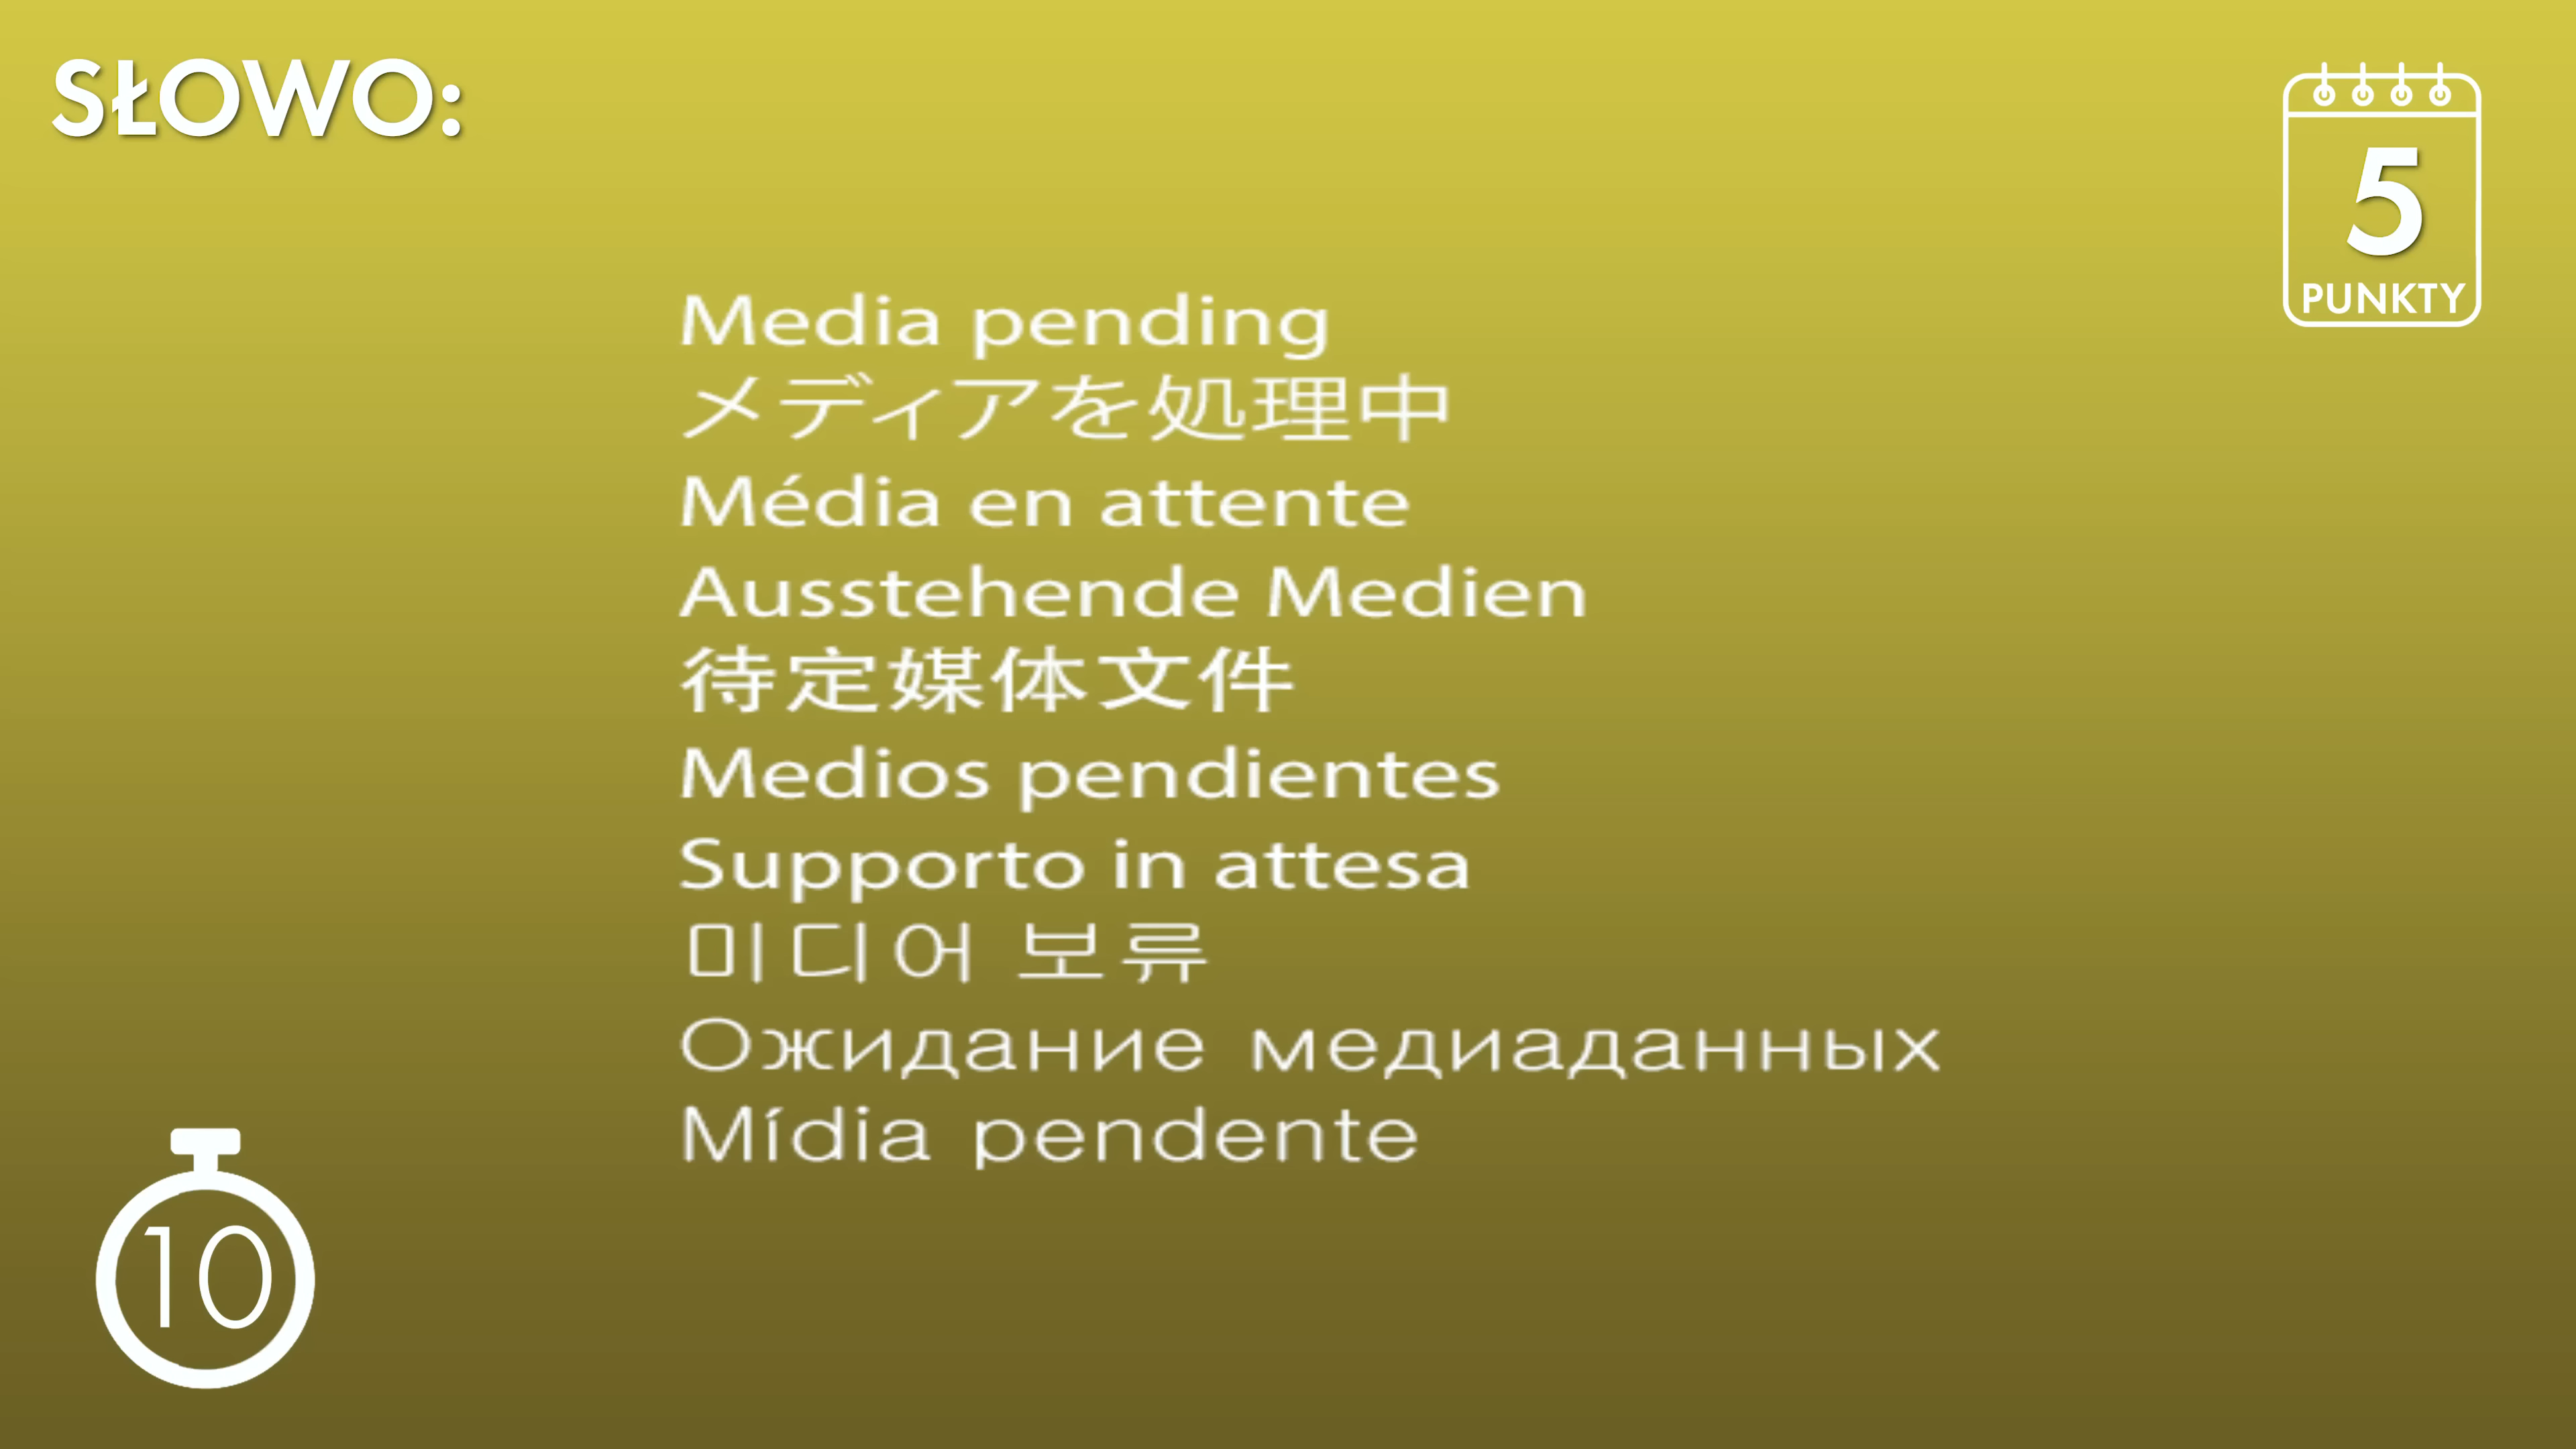 SŁOWO:
5
PUNKTY
Media pending
メディアを処理中
Média en attente
Ausstehende Medien
待定媒体文件
Medios pendientes
Supporto in attesa
미디어 보류
Ожидание медиаданных
Mídia pendente
10